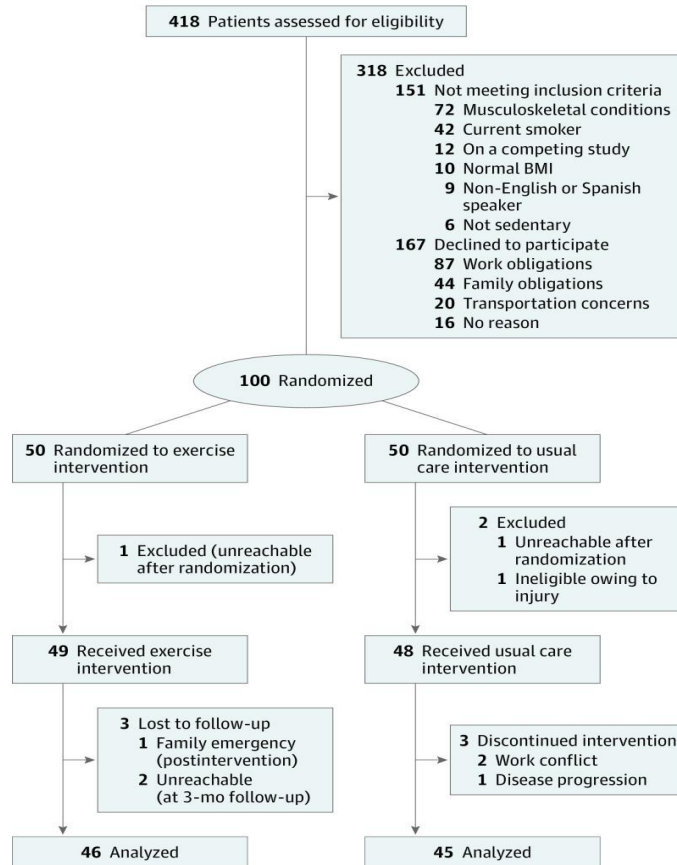 418 Patients assessed for eligibility
318 Excluded
151 Not meeting inclusion criteria
72 Musculoskeletal conditions
42 Current smoker
12 On a competing study
10 Normal BMI
9 Non-English or Spanish
speaker
6 Not sedentary
167 Declined to participate
87 Work obligations
44 Family obligations
20 Transportation concerns
16 No reason
100 Randomized
50 Randomized to exercise
intervention
1 Excluded (unreachable
after randomization)
49 Received exercise
intervention
3 Lost to follow-up
1 Family emergency
(postintervention)
2 Unreachable
(at 3-mo follow-up)
46 Analyzed
50 Randomized to usual
care intervention
2 Excluded
1 Unreachable after
randomization
1 Ineligible owing to
injury
48 Received usual care
intervention
3 Discontinued intervention
2 Work conflict
1 Disease progression
45 Analyzed